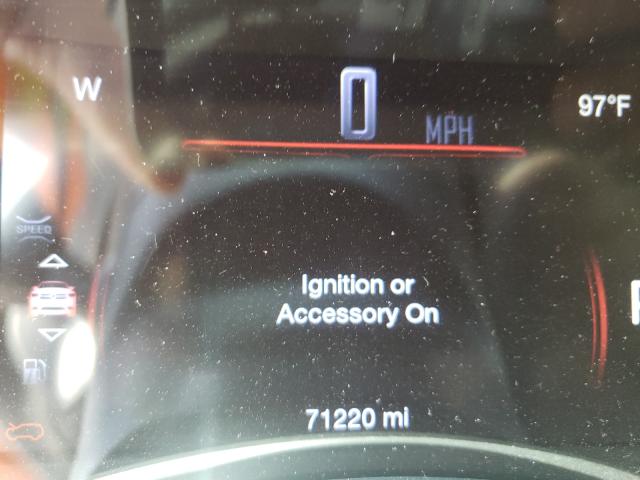 W
0
MPH
97°F
SPEED
Ignition or
Accessory On
71220 mi